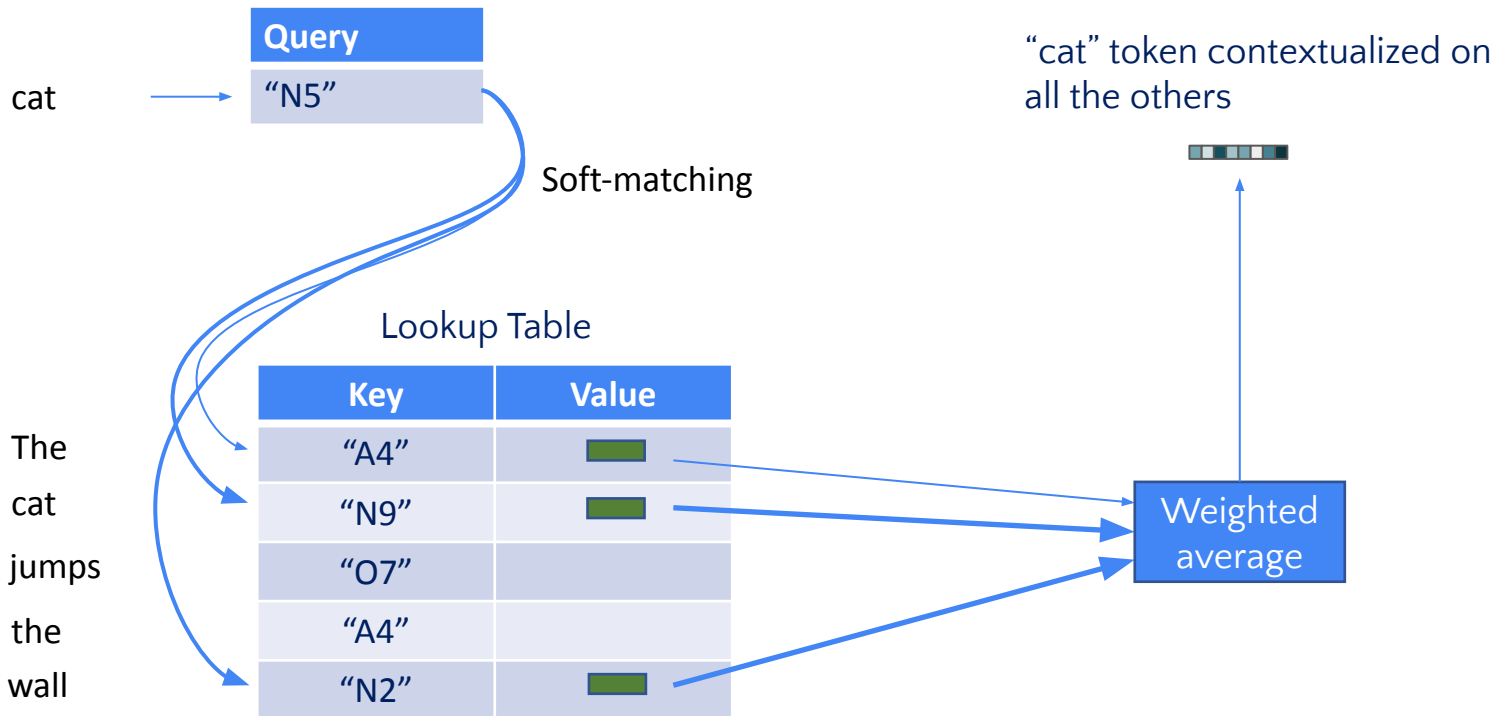 Query
cat
“N5”
“cat” token contextualized on
all the others
Soft-matching
Lookup Table
Key Value
The “A4”
cat “N9”
jumps “O7”
the “A4”
wall “N2”
Weighted
average